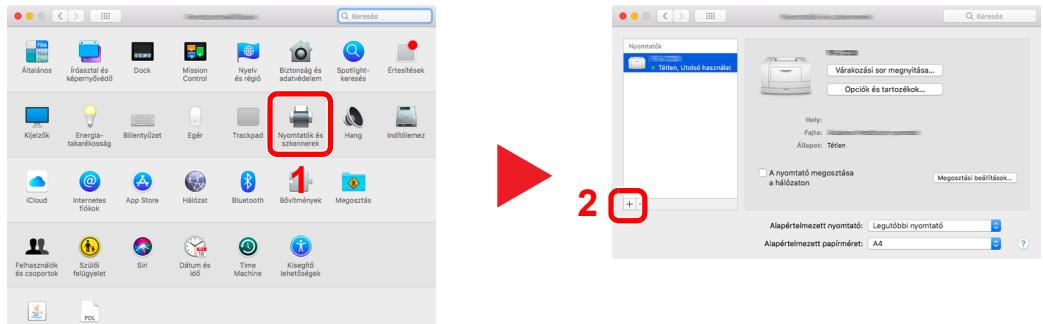 Keresés
Általános
Íróasztal és
képernyővédő
Dock
Mission
Control
Nyelv
és régió
Biztonság és
adatvédelem
Spotlight-
keresés
Értesítések
Kijelzők
Energia-
takarékosság
Billentyűzet
Egér
Trackpad
Nyomtatók és
szkennerek
Hang
Indítólemez
1
iCloud
Internetes
fiókok
App Store
Hálózat
Bluetooth
Bővítmények
Megosztás
Felhasználók
és csoportok
Szülői
felügyelet
Siri
Dátum és
idő
Time
Machine
Kisegítő
lehetőségek
PDL
Keresés
Nyomtatók
Tétlen, Utolsó használat
Várakozási sor megnyitása...
Opciók és tartozékok...
Hely:
Fajta:
Állapot: Tétlen
A nyomtató megosztása
a hálózaton
Megosztási beállítások...
2
+
Alapértelmezett nyomtató: Legutóbbi nyomtató
Alapértelmezett papírméret: A4
?